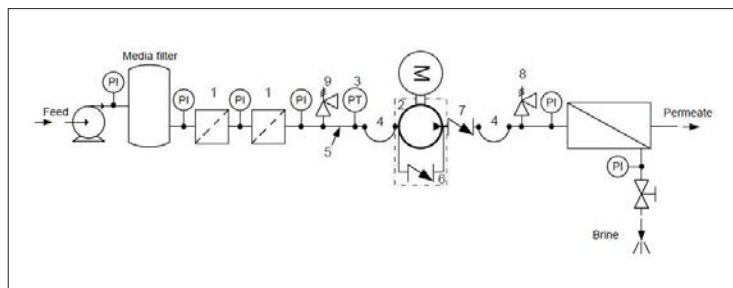 Feed
PI
Media filter
PI
1
PI
1
PI
9
3
PT
5
4
2
M
6
7
4
8
PI
Permeate
PI
Brine